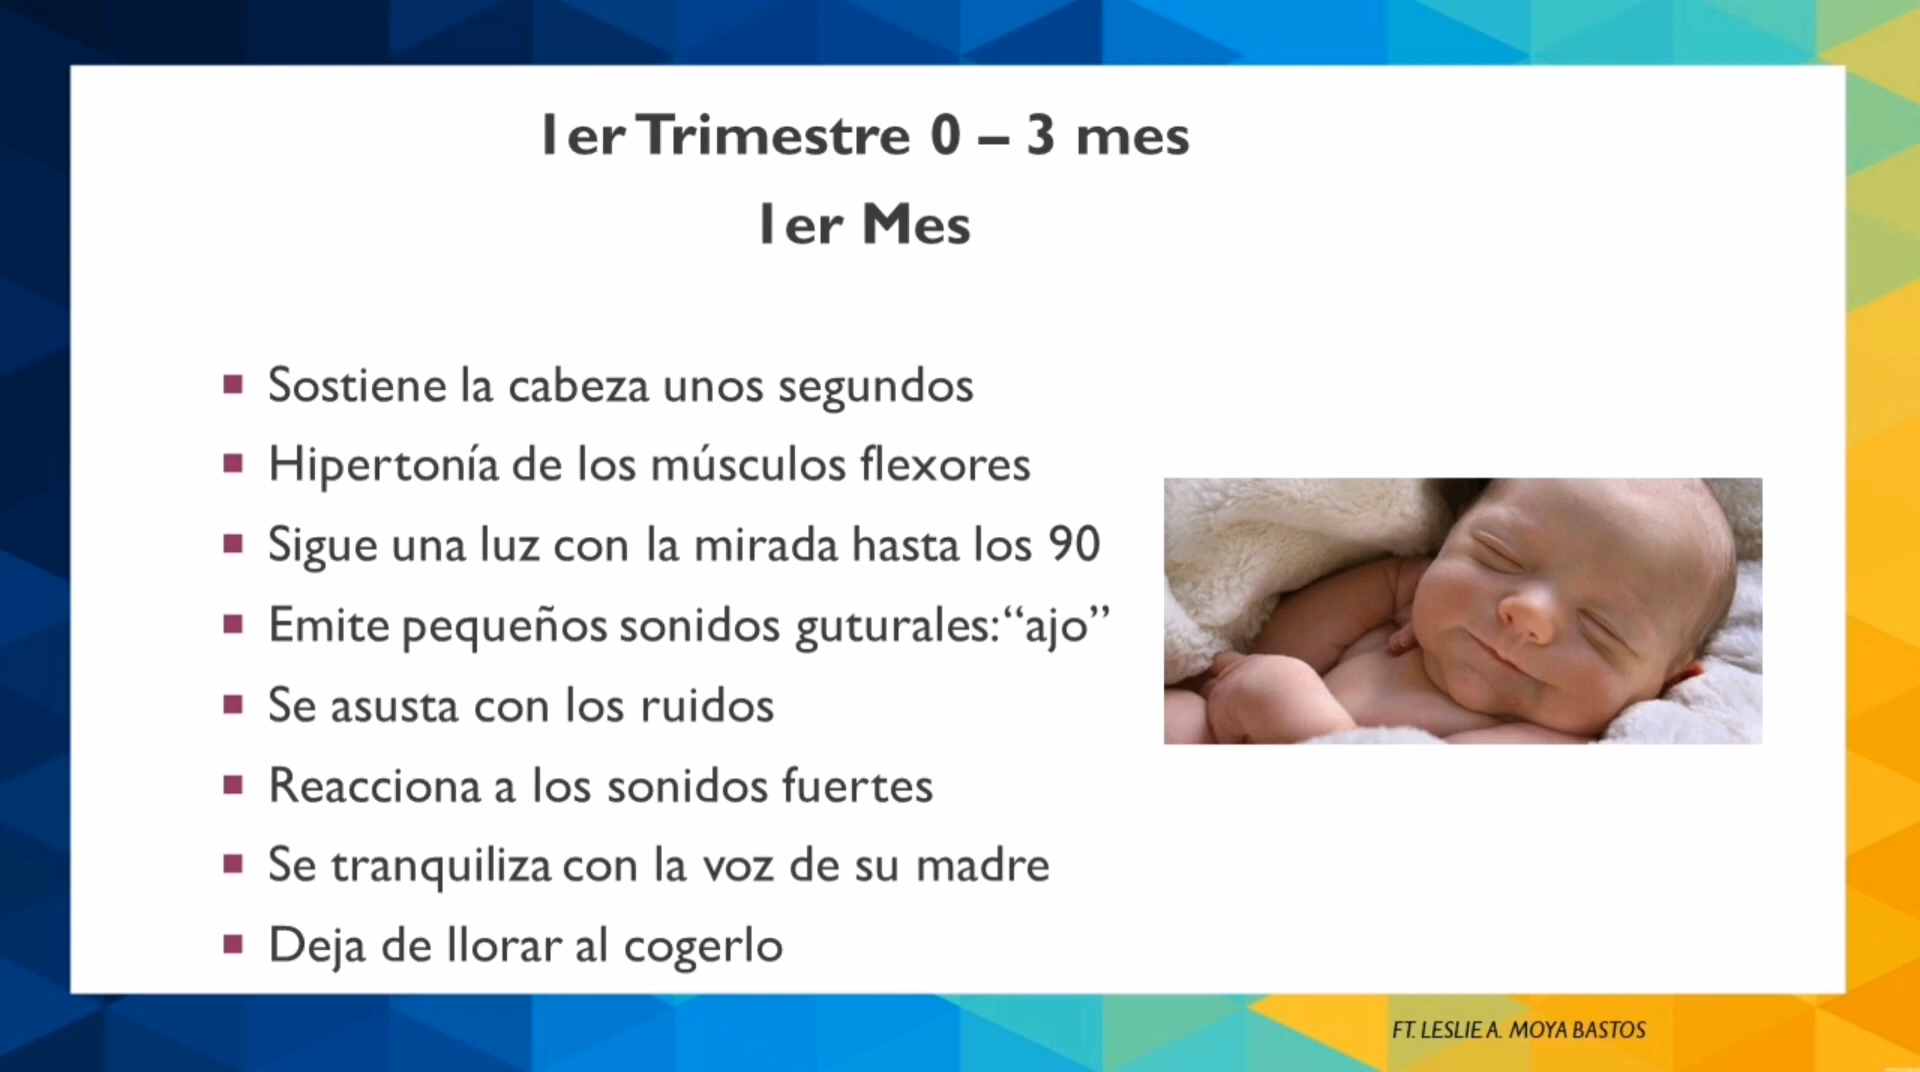 1er Trimestre 0 – 3 mes
1er Mes
Sostiene la cabeza unos segundos
Hipertonía de los músculos flexores
Sigue una luz con la mirada hasta los 90
Emite pequeños sonidos guturales: “ajo”
Se asusta con los ruidos
Reacciona a los sonidos fuertes
Se tranquiliza con la voz de su madre
Deja de llorar al cogerlo
FT. LESLIE A. MOYA BASTOS